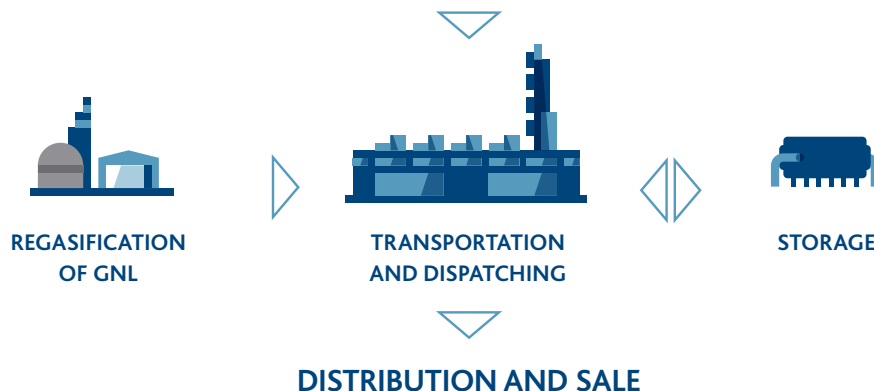 REGASIFICATION
OF GNL
TRANSPORTATION
AND DISPATCHING
STORAGE
DISTRIBUTION AND SALE